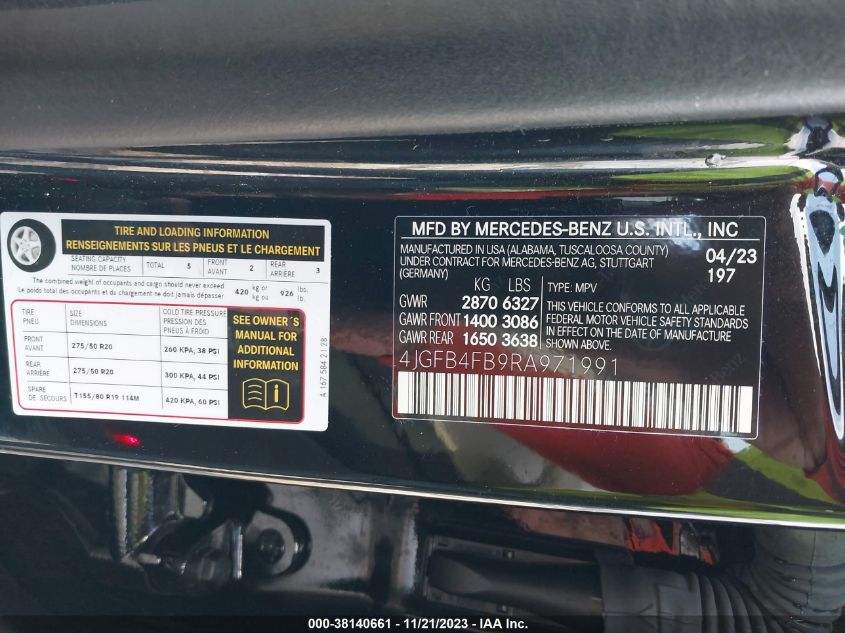 TIRE AND LOADING INFORMATION
RENSEIGNEMENTS SUR LES PNEUS ET LE CHARGEMENT
SEATING CAPACITY
NOMBRE DE PLACES
TOTAL 5
FRONT
AVANT 2
REAR
ARRIÈRE 3
The combined weight of occupants and cargo should never exceed
Le poids total des occupants et du chargement ne doit jamais dépasser
420 kg or
kg ou
926 lbs.
lb.
TIRE
PNEU
SIZE
DIMENSIONS
COLD TIRE PRESSURE
PRESSION DES
PNEUS À FROID
FRONT
AVANT
275/50 R20
260 KPA, 38 PSI
REAR
ARRIÈRE
275/50 R20
300 KPA, 44 PSI
SPARE
DE SECOURS
T155/80 R19 114M
420 KPA, 60 PSI
SEE OWNER´S
MANUAL FOR
ADDITIONAL
INFORMATION
A 167 584 21 28
MFD BY MERCEDES-BENZ U.S. INTL., INC
MANUFACTURED IN USA (ALABAMA, TUSCALOOSA COUNTY)
UNDER CONTRACT FOR MERCEDES-BENZ AG, STUTTGART
(GERMANY)
04/23
197
KG LBS
GWR 2870 6327
GAWR FRONT 1400 3086
GAWR REAR 1650 3638
TYPE: MPV
THIS VEHICLE CONFORMS TO ALL APPLICABLE
FEDERAL MOTOR VEHICLE SAFETY STANDARDS
IN EFFECT ON THE DATE OF MANUFACTURE
SHOWN ABOVE.
4JGFB4FB9RA971991
000-38140661 - 11/21/2023 - IAA Inc.